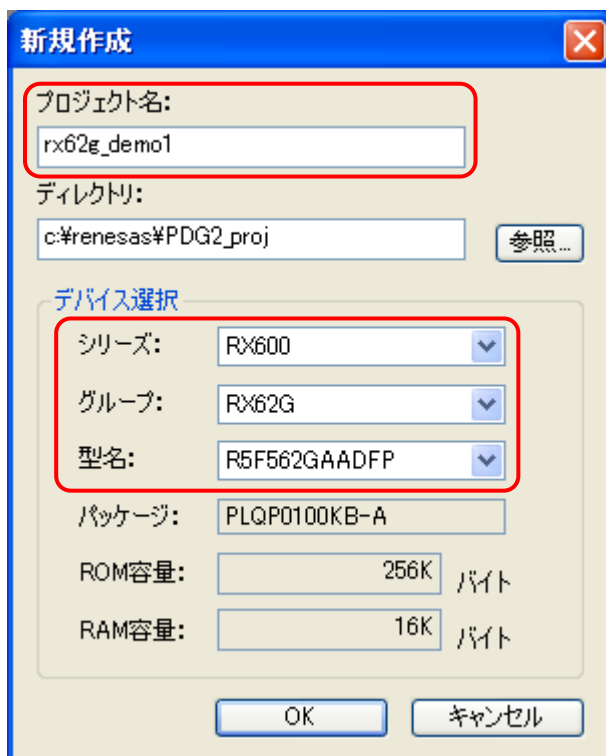 新規作成
プロジェクト名:
rx62g_demo1
ディレクトリ:
c:¥renesas¥PDG2_proj
参照...
デバイス選択
シリーズ: RX600
グループ: RX62G
型名: R5F562GAADFP
パッケージ: PLQP0100KB-A
ROM容量: 256K バイト
RAM容量: 16K バイト
OK キャンセル